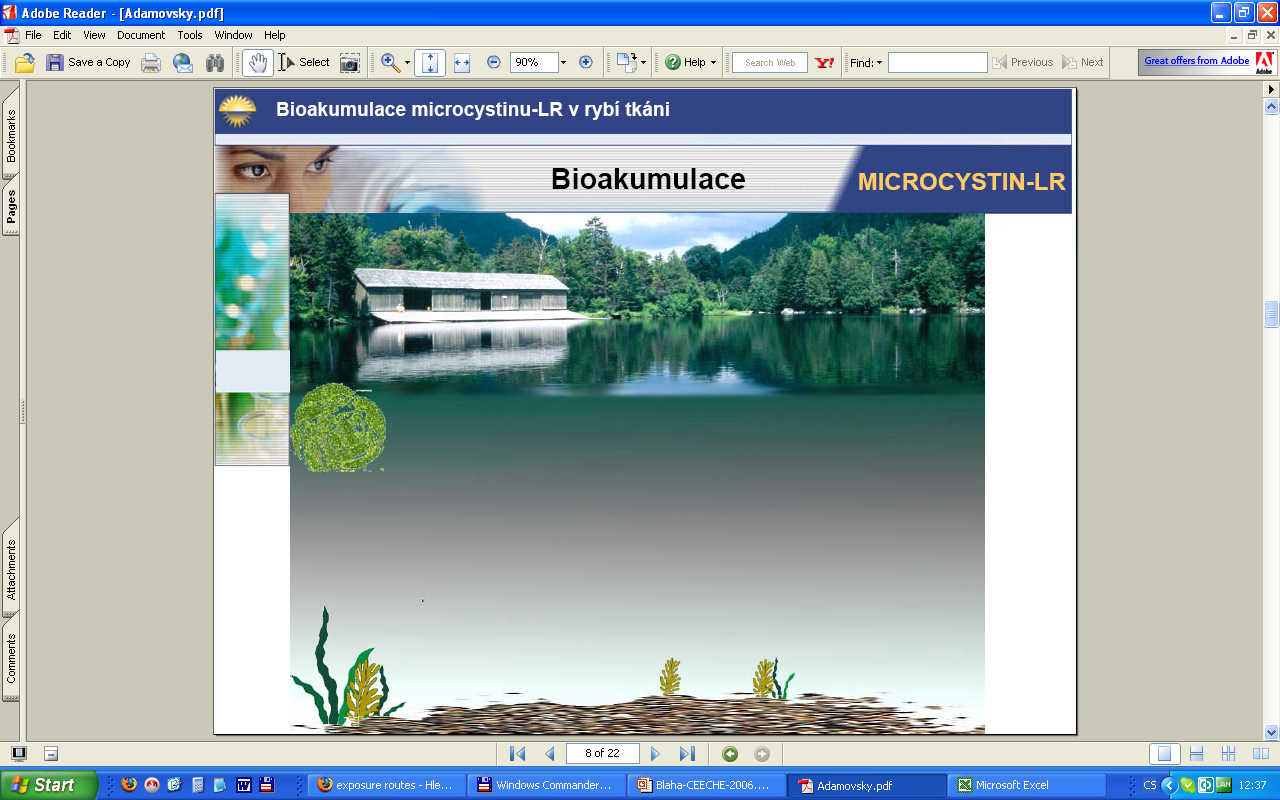 Adobe Reader - [Adamovsky.pdf]
File Edit View Document Tools Window Help
Save a Copy Select 90% Help Search Web Y! Find: Previous Next Great offers from Adobe Adobe
Bookmarks
Pages
Attachments
Comments
Bioakumulace microcystinu-LR v rybí tkáni
Bioakumulace
MICROCYSTIN-LR
8 of 22
Start exposure routes - Hle... Windows Commander... Blaha-CEECHE-2006.... Adamovsky.pdf Microsoft Excel CS LAN 12:37